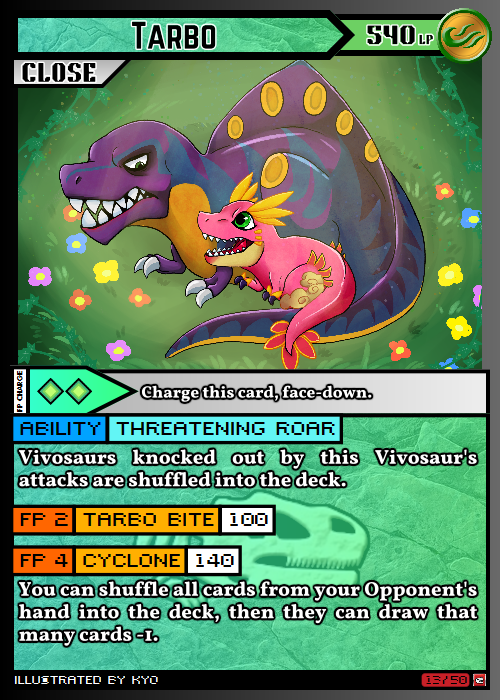 TARBO
540 LP
CLOSE
FP CHARGE
Charge this card, face-down.
ABILITY THREATENING ROAR
Vivosaurs knocked out by this Vivosaur's
attacks are shuffled into the deck.
FP 2 TARBO BITE 100
FP 4 CYCLONE 140
You can shuffle all cards from your Opponent's
hand into the deck, then they can draw that
many cards -1.
ILLUSTRATED BY KYO
13/50